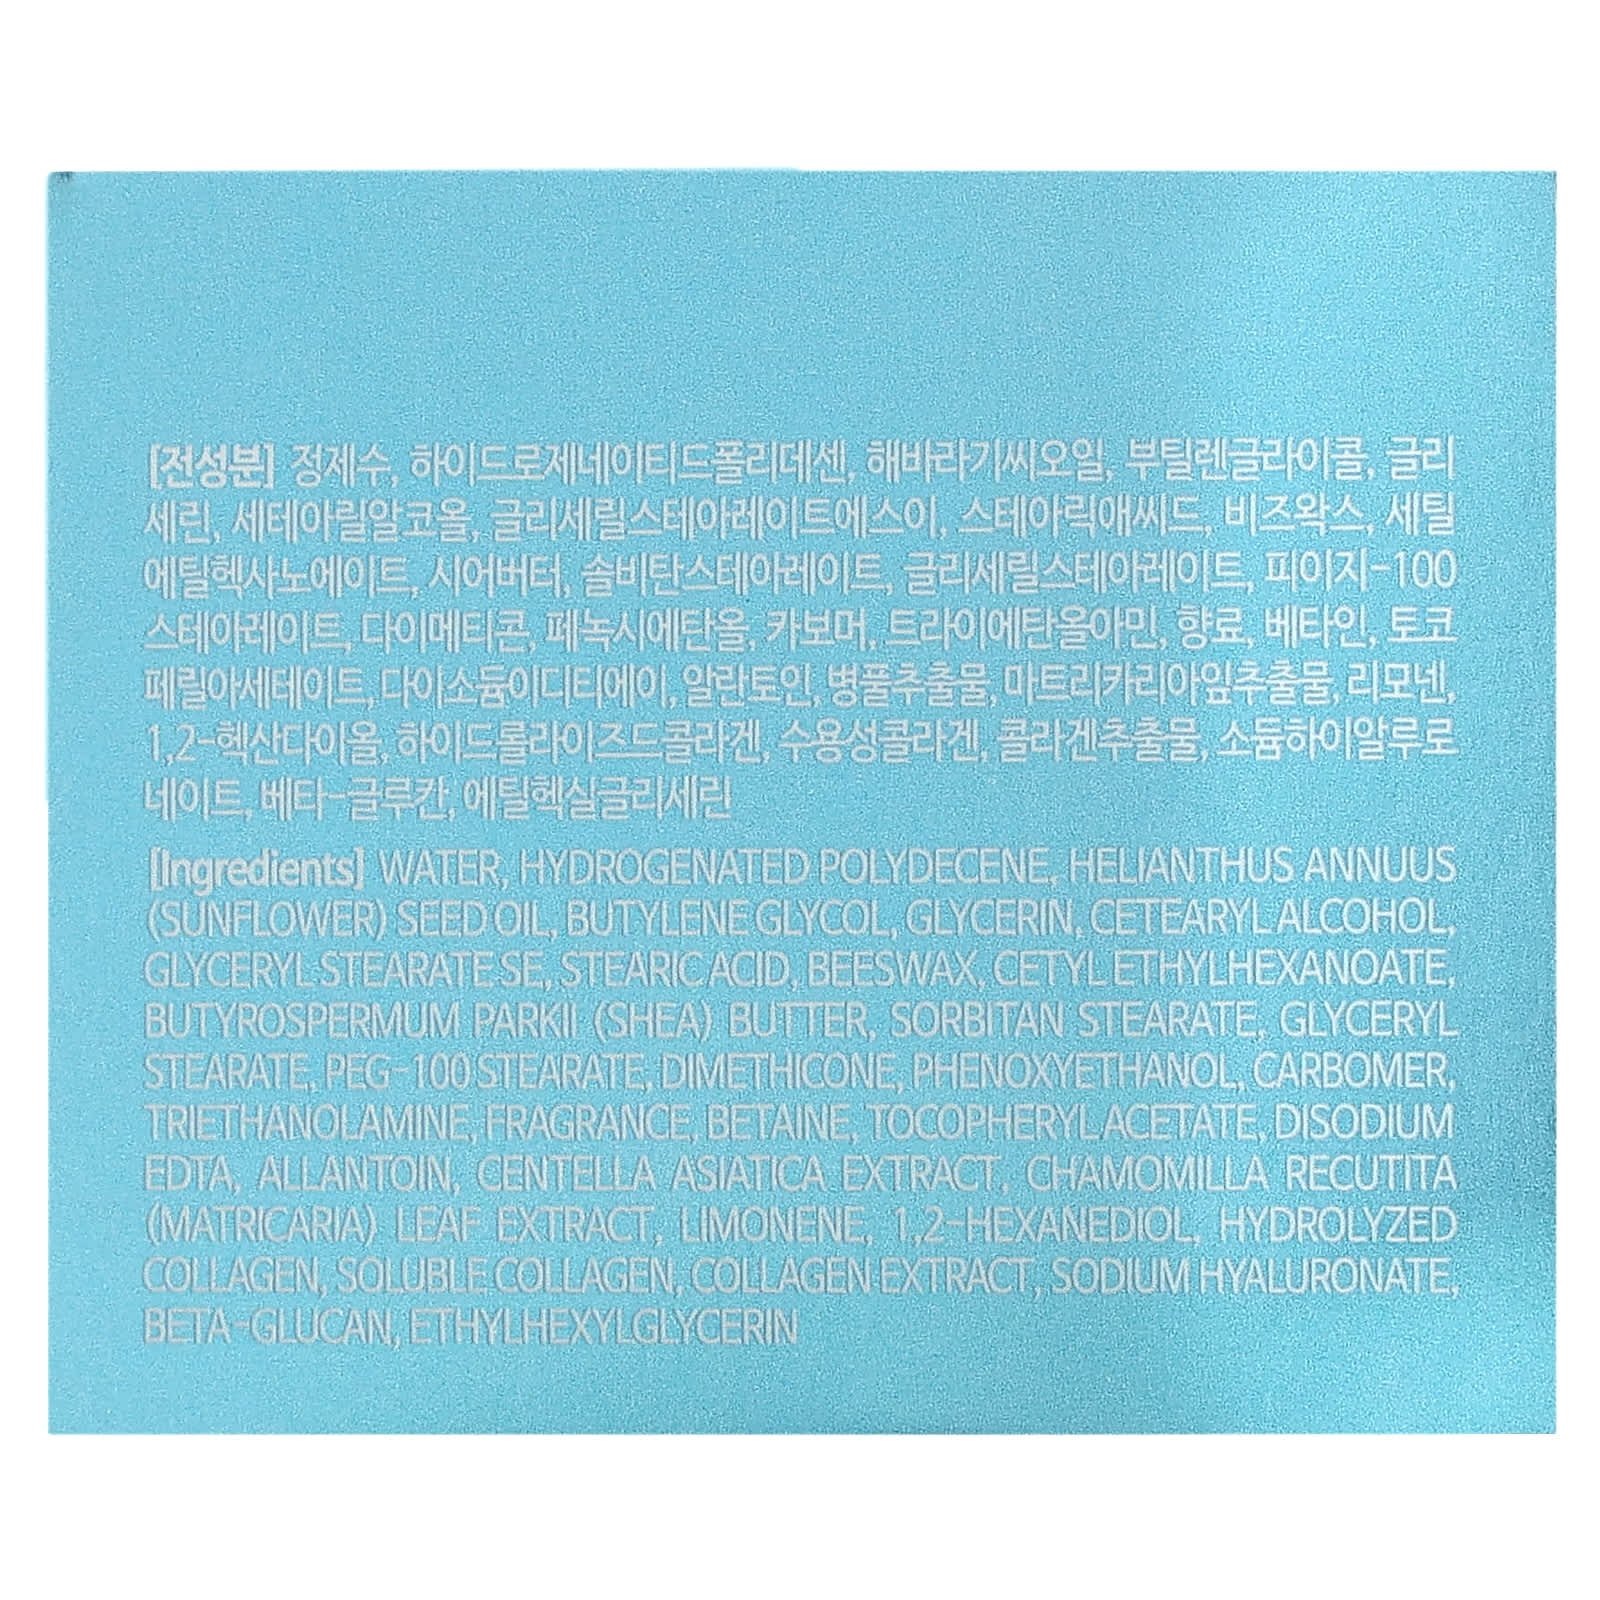 [전성분] 정제수, 하이드로제네이티드폴리데센, 해바라기씨오일, 부틸렌글라이콜, 글리
세린, 세테아릴알코올, 글리세릴스테아레이트에스이, 스테아릭애씨드, 비즈왁스, 세틸
에틸헥사노에이트, 시어버터, 솔비탄스테아레이트, 글리세릴스테아레이트, 피이지-100
스테아레이트, 다이메티콘, 페녹시에탄올, 카보머, 트라이에탄올아민, 향료, 베타인, 토코
페릴아세테이트, 다이소듐이디티에이, 알란토인, 병풀추출물, 마트리카리아잎추출물, 리모넨,
1,2-헥산다이올, 하이드롤라이즈드콜라겐, 수용성콜라겐, 콜라겐추출물, 소듐하이알루로
네이트, 베타-글루칸, 에틸헥실글리세린
[Ingredients] WATER, HYDROGENATED POLYDECENE, HELIANTHUS ANNUUS
(SUNFLOWER) SEED OIL, BUTYLENE GLYCOL, GLYCERIN, CETEARYL ALCOHOL,
GLYCERYL STEARATE SE, STEARIC ACID, BEESWAX, CETYL ETHYLHEXANOATE,
BUTYROSPERMUM PARKII (SHEA) BUTTER, SORBITAN STEARATE, GLYCERYL
STEARATE, PEG-100 STEARATE, DIMETHICONE, PHENOXYETHANOL, CARBOMER,
TRIETHANOLAMINE, FRAGRANCE, BETAINE, TOCOPHERYL ACETATE, DISODIUM
EDTA, ALLANTOIN, CENTELLA ASIATICA EXTRACT, CHAMOMILLA RECUTITA
(MATRICARIA) LEAF EXTRACT, LIMONENE, 1,2-HEXANEDIOL, HYDROLYZED
COLLAGEN, SOLUBLE COLLAGEN, COLLAGEN EXTRACT, SODIUM HYALURONATE,
BETA-GLUCAN, ETHYLHEXYLGLYCERIN